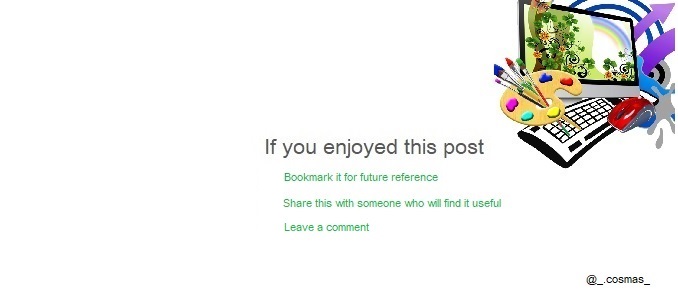 If you enjoyed this post
Bookmark it for future reference
Share this with someone who will find it useful
Leave a comment
@_.cosmas_